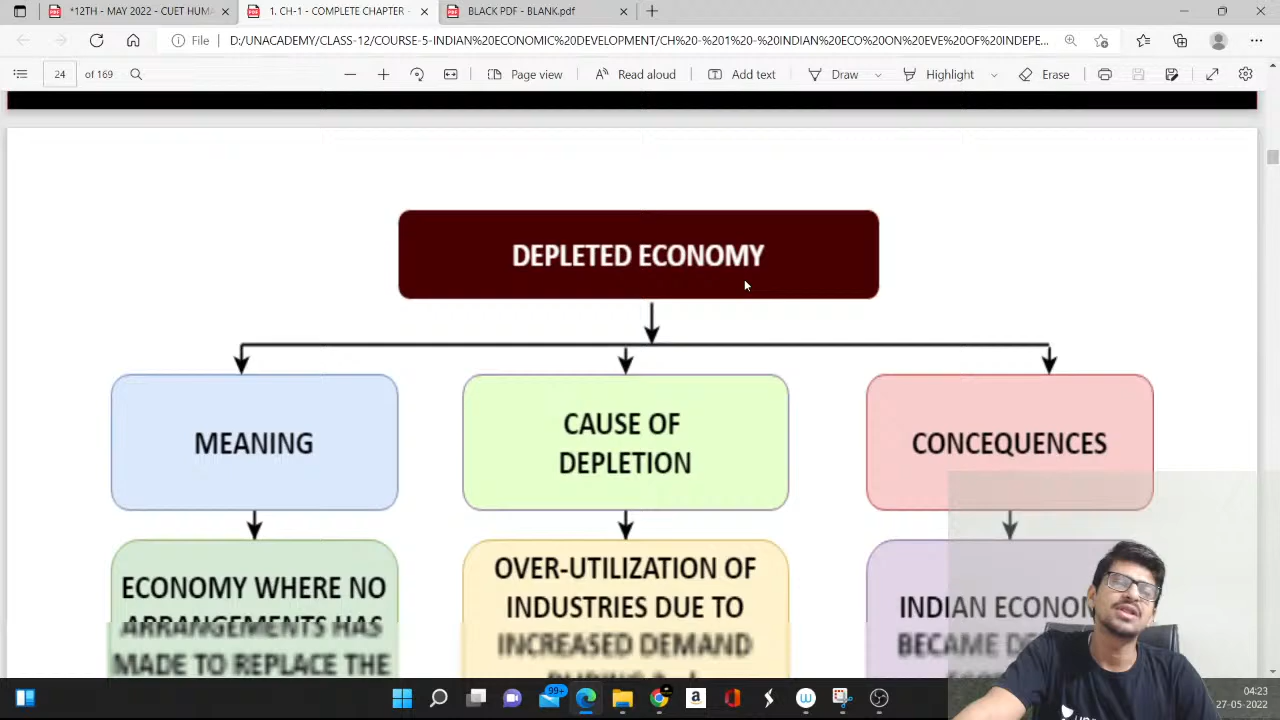 *12TH - MAY 2022 - CUET HUMA
1. CH-1 - COMPLETE CHAPTER -
BLACK PDF - BLANK.pdf
File
D:/UNACADEMY/CLASS-12/COURSE-5-INDIAN%20ECONOMIC%20DEVELOPMENT/CH%20-%201%20-%20INDIAN%20ECO%20ON%20EVE%20OF%20INDEPE...
24 of 169
Page view
Read aloud
Add text
Draw
Highlight
Erase
DEPLETED ECONOMY
MEANING
CAUSE OF
DEPLETION
CONCEQUENCES
ECONOMY WHERE NO
ARRANGEMENTS HAS
MADE TO REPLACE THE
OVER-UTILIZATION OF
INDUSTRIES DUE TO
INCREASED DEMAND
INDIAN ECONOM
BECAME
99+
04:23
27-05-2022